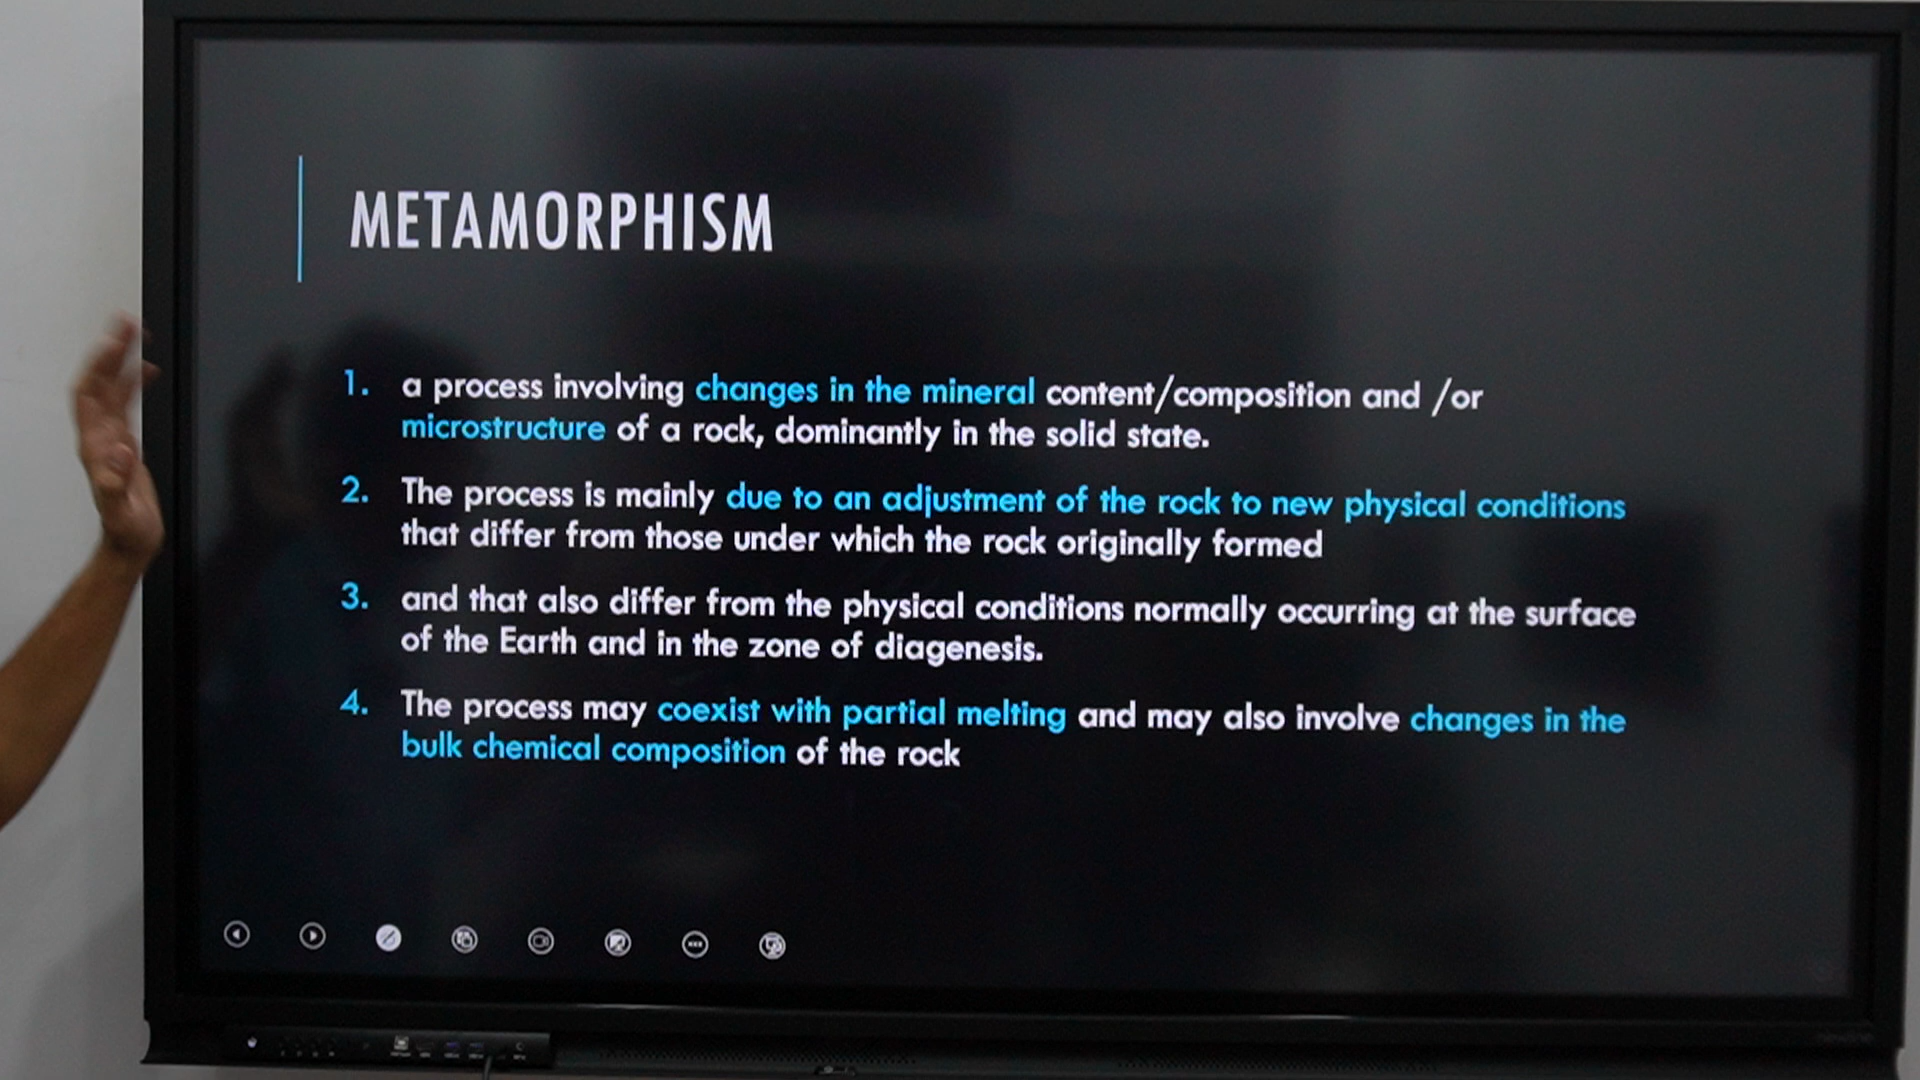 METAMORPHISM
1. a process involving changes in the mineral content/composition and /or
microstructure of a rock, dominantly in the solid state.
2. The process is mainly due to an adjustment of the rock to new physical conditions
that differ from those under which the rock originally formed
3. and that also differ from the physical conditions normally occurring at the surface
of the Earth and in the zone of diagenesis.
4. The process may coexist with partial melting and may also involve changes in the
bulk chemical composition of the rock